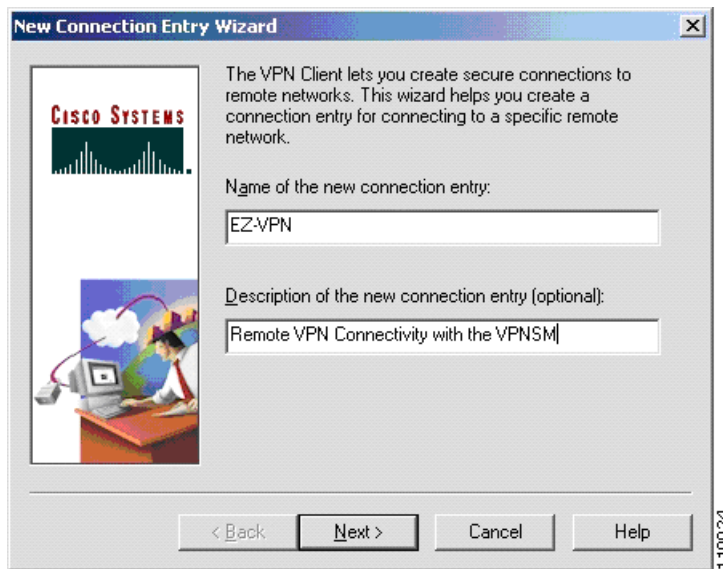 New Connection Entry Wizard
CISCO SYSTEMS
The VPN Client lets you create secure connections to
remote networks. This wizard helps you create a
connection entry for connecting to a specific remote
network.
Name of the new connection entry:
EZ-VPN
Description of the new connection entry (optional):
Remote VPN Connectivity with the VPNSM
< Back
Next >
Cancel
Help